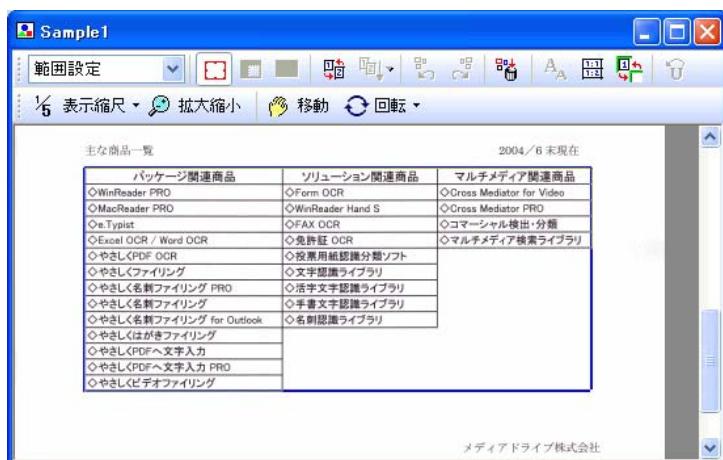 Sample1
範囲設定
1/5 表示縮尺 拡大縮小 移動 回転
主な商品一覧 2004／6 末現在
パッケージ関連商品 ソリューション関連商品 マルチメディア関連商品
◇WinReader PRO ◇Form OCR ◇Cross Mediator for Video
◇MacReader PRO ◇WinReader Hand S ◇Cross Mediator PRO
◇e.Typist ◇FAX OCR ◇コマーシャル検出・分類
◇Excel OCR / Word OCR ◇免許証 OCR ◇マルチメディア検索ライブラリ
◇やさしくPDF OCR ◇投票用紙認識分類ソフト
◇やさしくファイリング ◇文字認識ライブラリ
◇やさしく名刺ファイリング PRO ◇活字文字認識ライブラリ
◇やさしく名刺ファイリング ◇手書文字認識ライブラリ
◇やさしく名刺ファイリング for Outlook ◇名刺認識ライブラリ
◇やさしくはがきファイリング
◇やさしくPDFへ文字入力
◇やさしくPDFへ文字入力 PRO
◇やさしくビデオファイリング
メディアドライブ株式会社